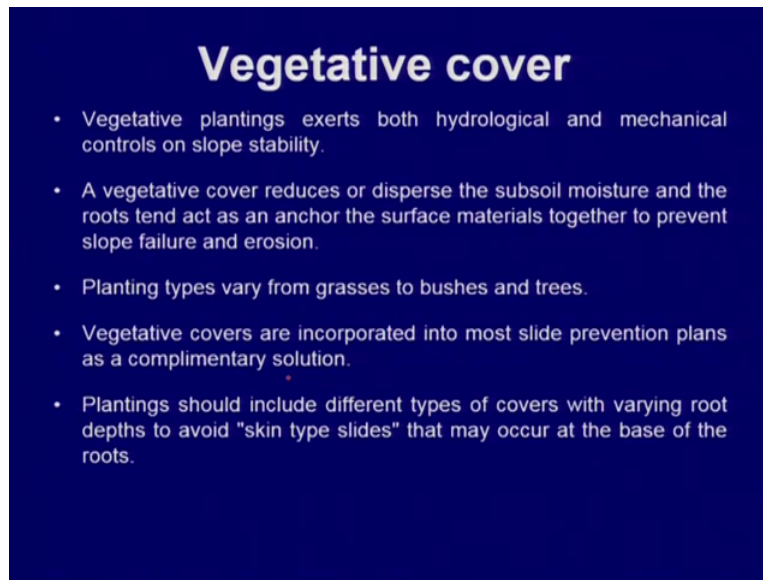 Vegetative cover
• Vegetative plantings exerts both hydrological and mechanical
controls on slope stability.
• A vegetative cover reduces or disperse the subsoil moisture and the
roots tend act as an anchor the surface materials together to prevent
slope failure and erosion.
• Planting types vary from grasses to bushes and trees.
• Vegetative covers are incorporated into most slide prevention plans
as a complimentary solution.
• Plantings should include different types of covers with varying root
depths to avoid "skin type slides" that may occur at the base of the
roots.